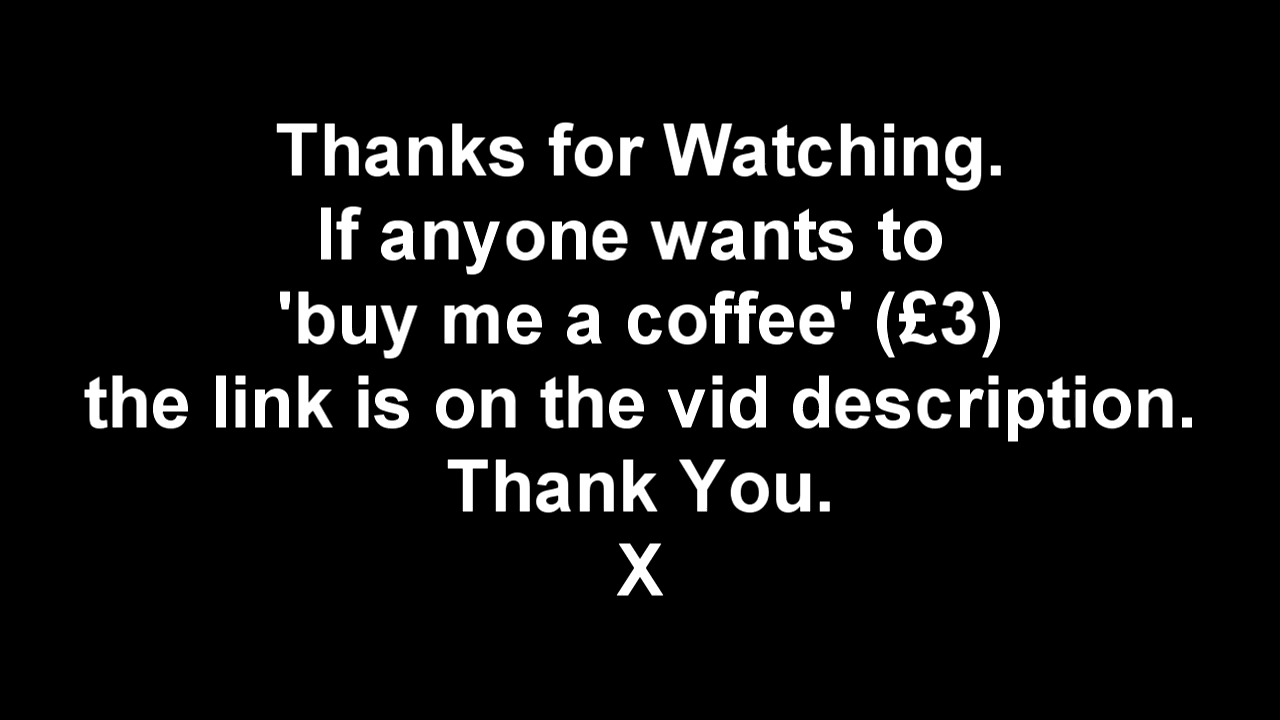 Thanks for Watching.
If anyone wants to
'buy me a coffee' (£3)
the link is on the vid description.
Thank You.
X